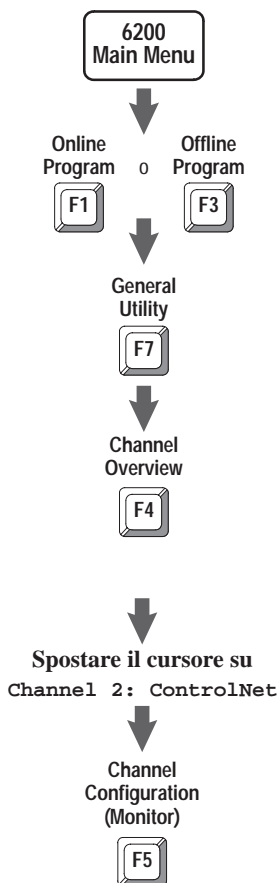 6200
Main Menu
Online Program o Offline Program
F1 F3
General
Utility
F7
Channel
Overview
F4
Spostare il cursore su
Channel 2: ControlNet
Channel
Configuration
(Monitor)
F5